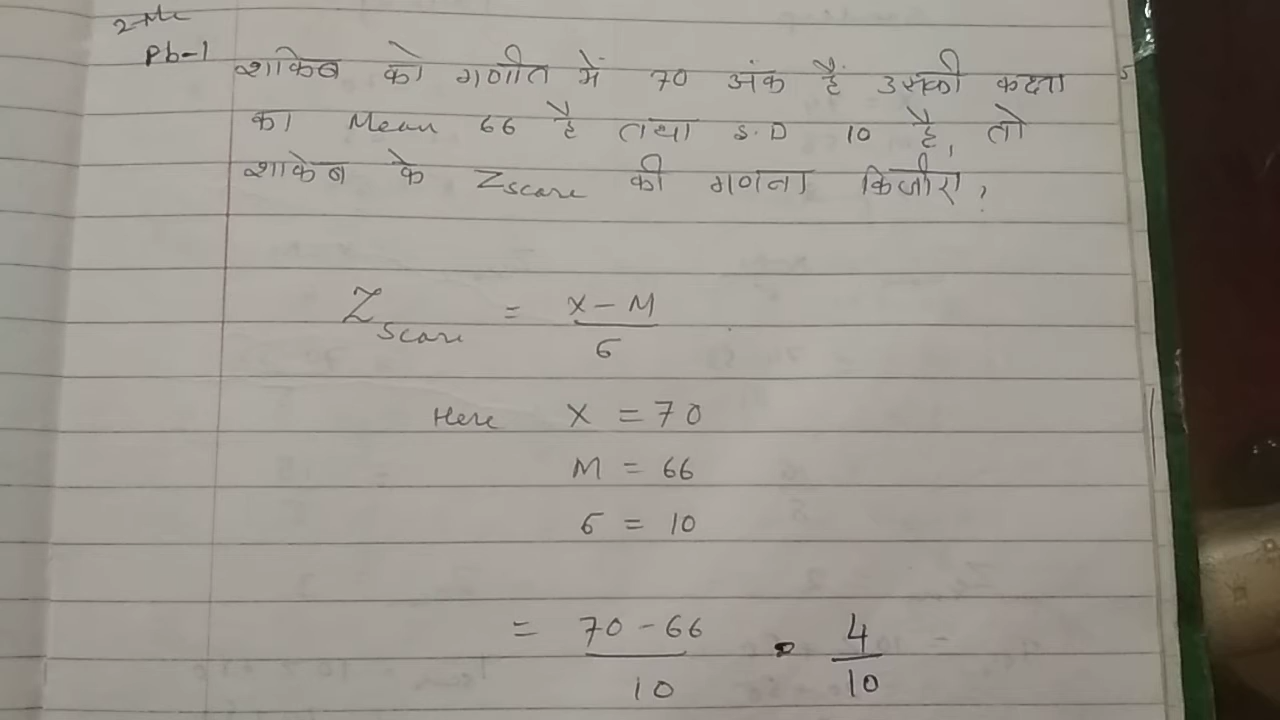 Pb-1
शाकिब को गणीत में 70 अंक हैं उसकी कक्षा
का Mean 66 है तथा S.D 10 है, तो
शाकेब के Zscore की गणना किजीए?
Z score = X - M / σ
Here X = 70
M = 66
σ = 10
= 70 - 66 / 10 = 4 / 10